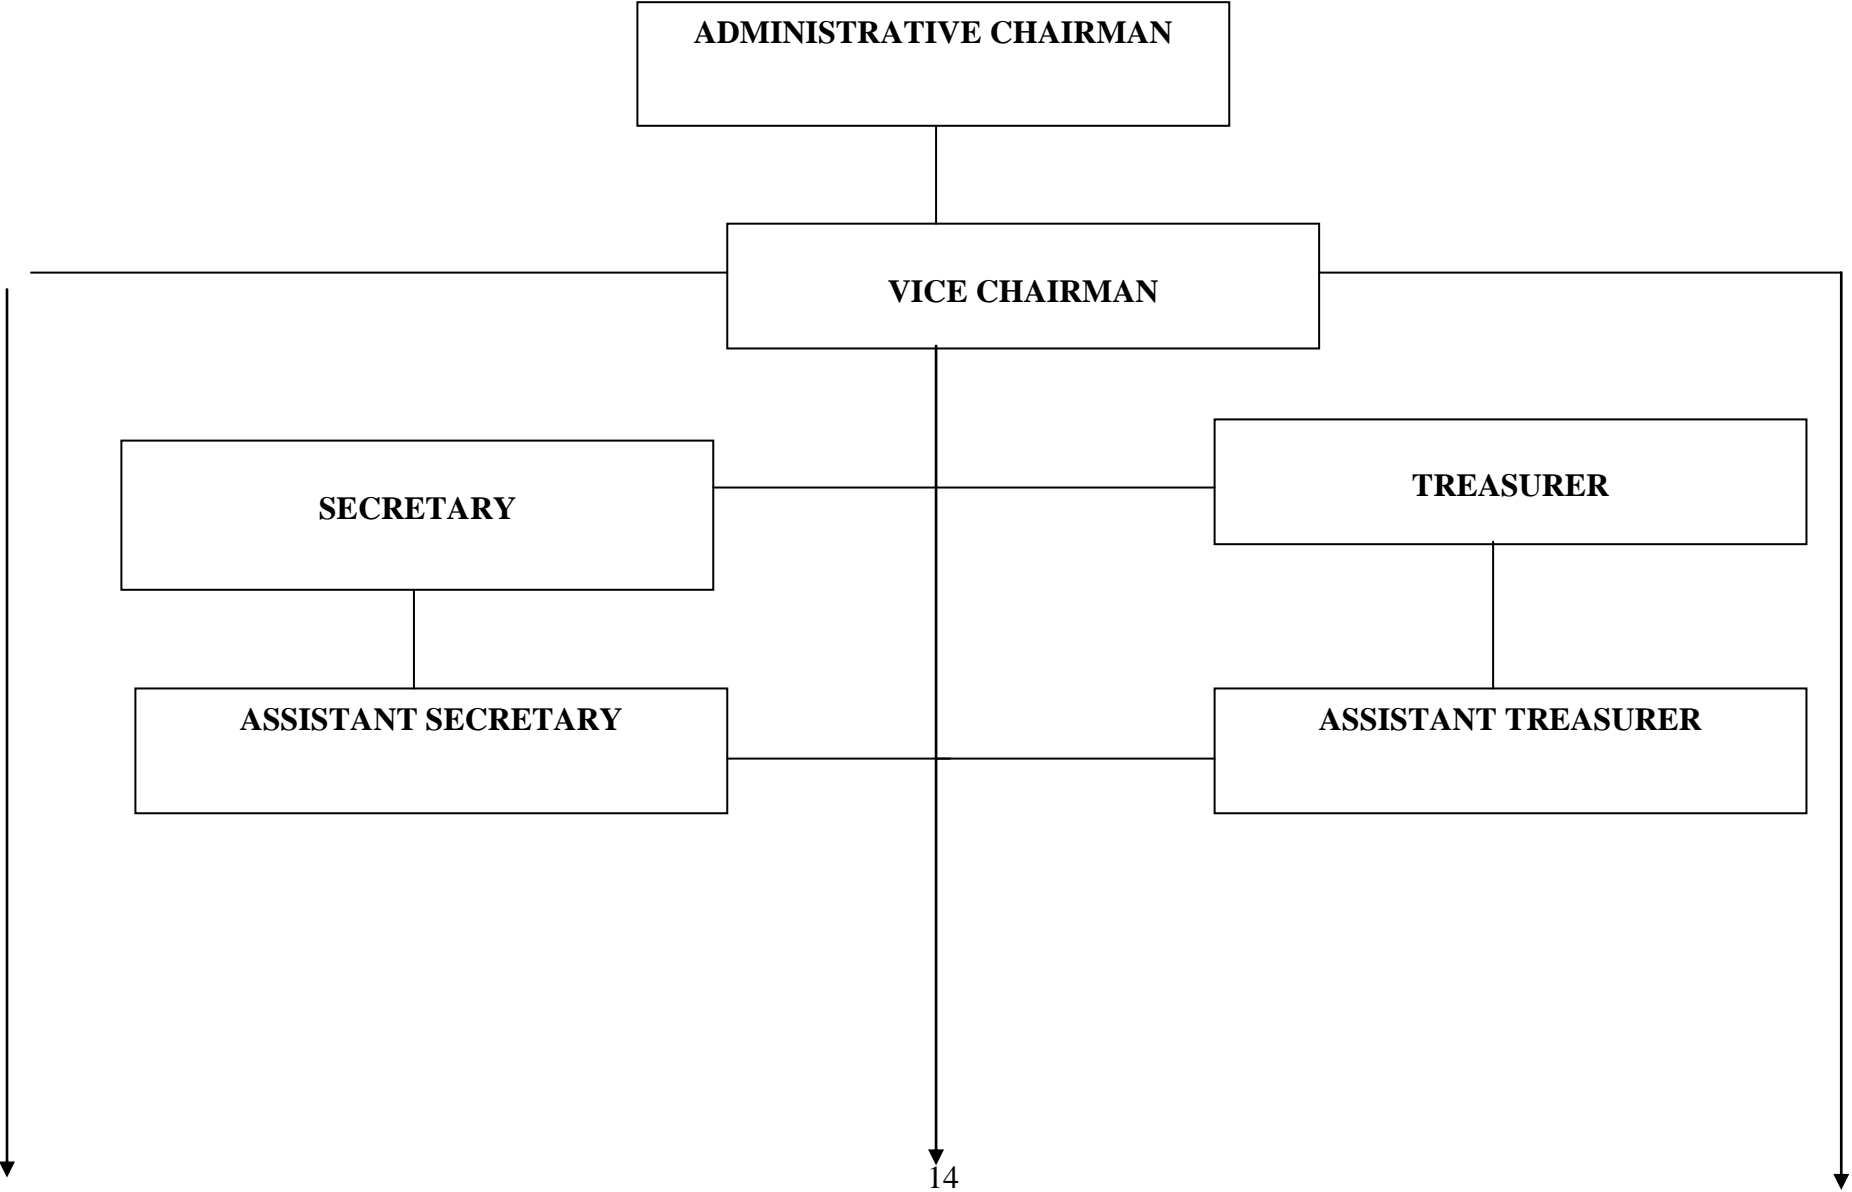 ADMINISTRATIVE CHAIRMAN
VICE CHAIRMAN
SECRETARY
TREASURER
ASSISTANT SECRETARY
ASSISTANT TREASURER
14